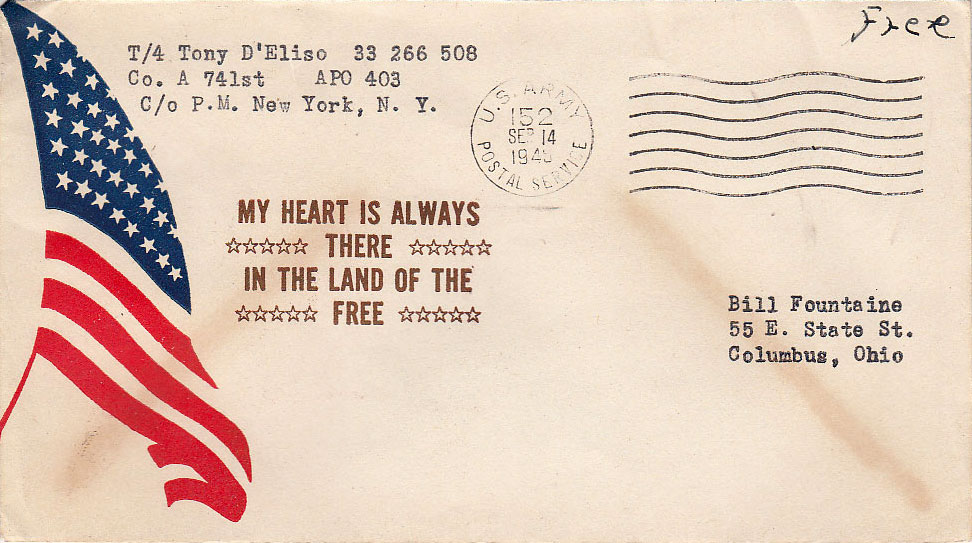 Free
T/4 Tony D'Eliso 33 266 508
Co. A 741st APO 403
C/o P.M. New York, N. Y.
U.S. ARMY
152
SEP 14
POSTAL SERVICE
MY HEART IS ALWAYS
☆☆☆☆☆ THERE ☆☆☆☆☆
IN THE LAND OF THE
☆☆☆☆☆ FREE ☆☆☆☆☆
Bill Fountaine
55 E. State St.
Columbus, Ohio